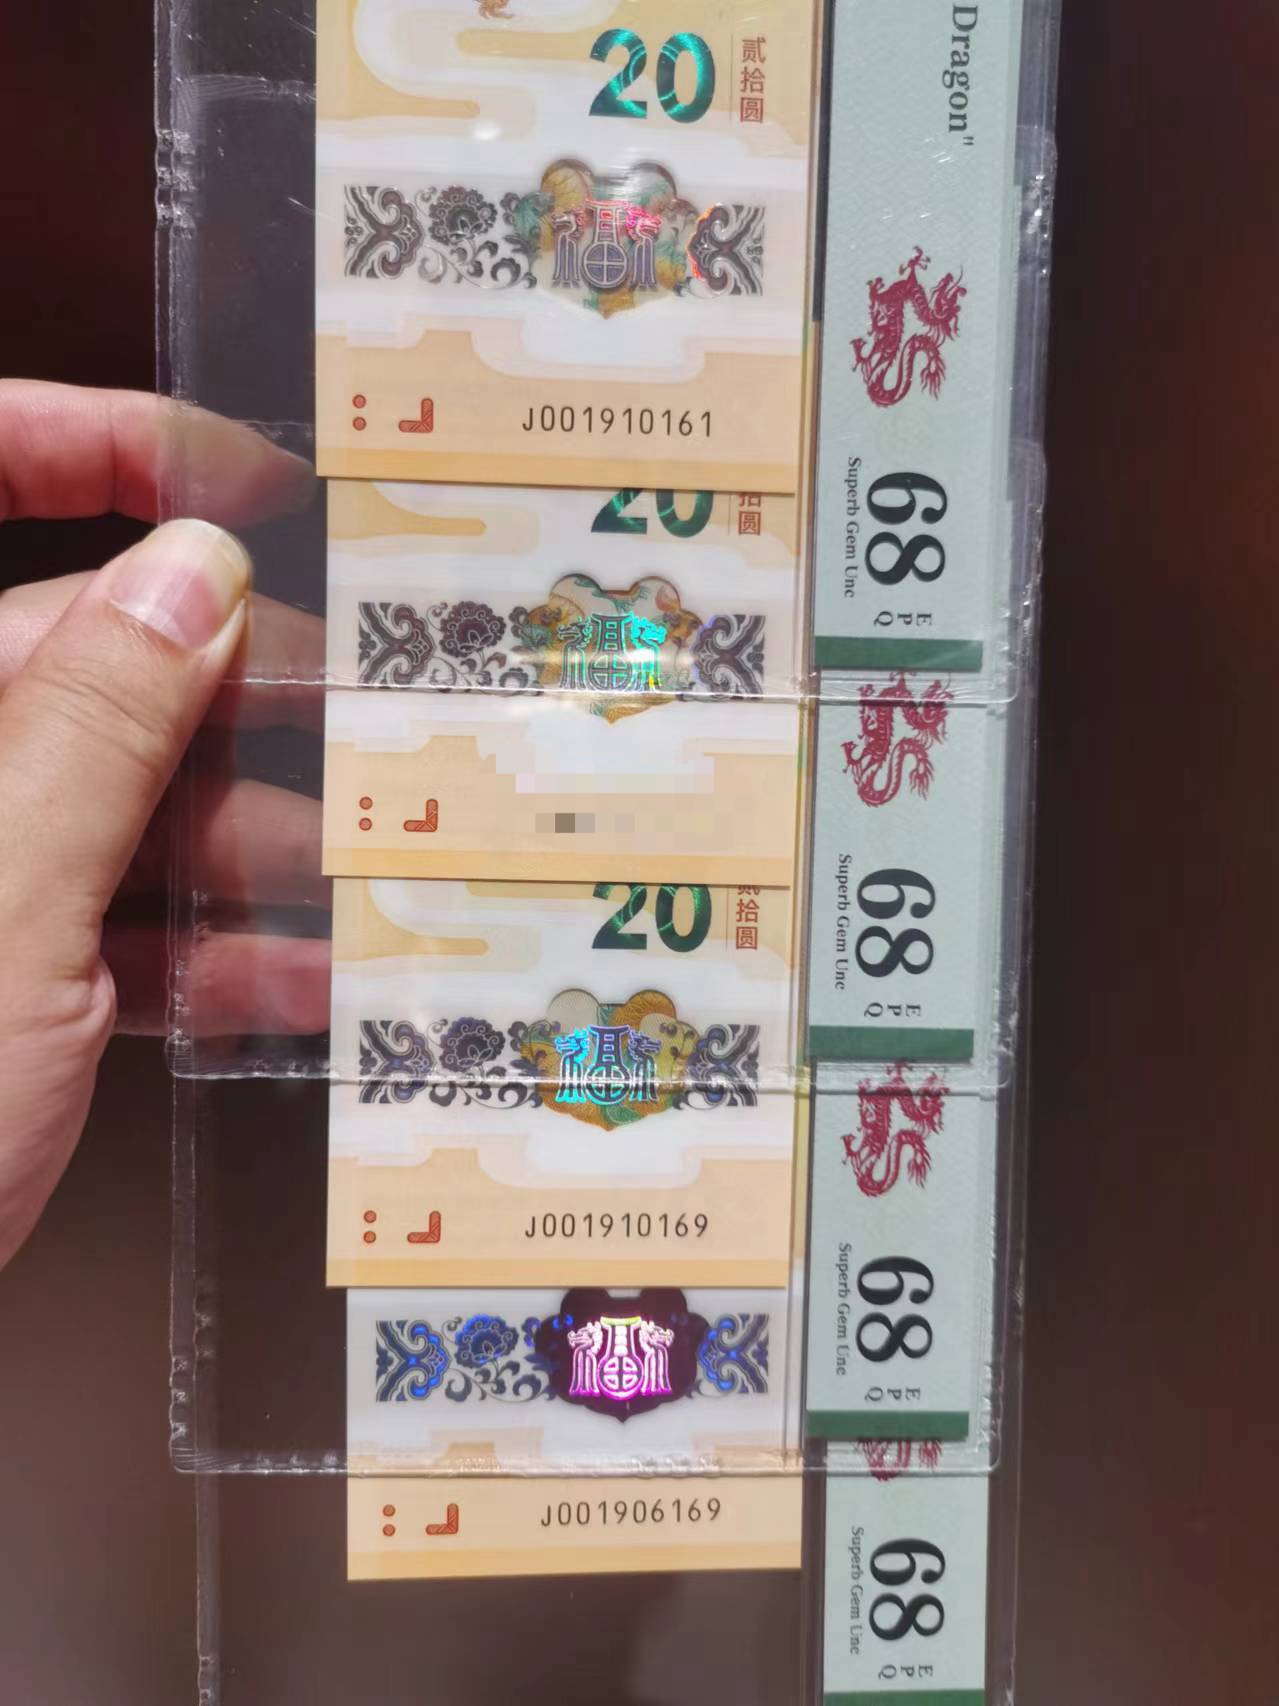 20
贰拾圆
J001910161
Dragon"
68
Superb Gem Unc
EPQ
20
拾圆
68
Superb Gem Unc
EPQ
20
贰拾圆
J001910169
68
Superb Gem Unc
EPQ
J001906169
68
Superb Gem Unc
EPQ